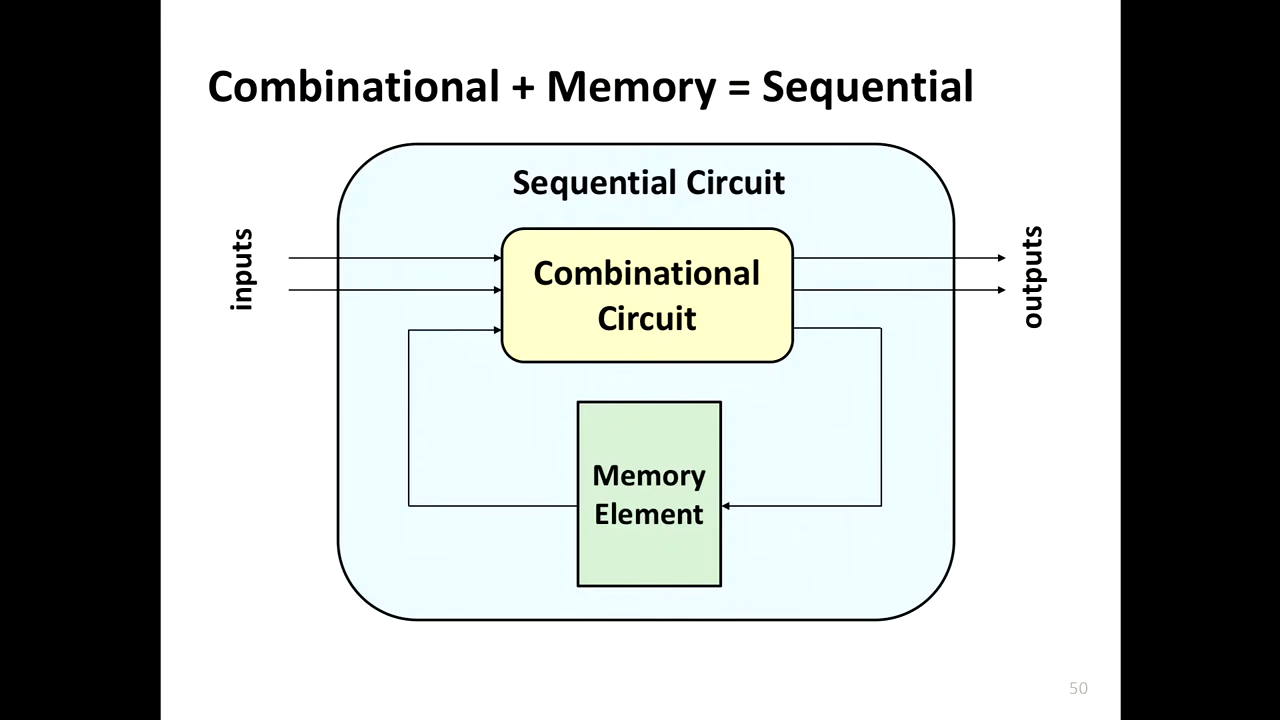 Combinational + Memory = Sequential
Sequential Circuit
inputs
Combinational
Circuit
outputs
Memory
Element
50